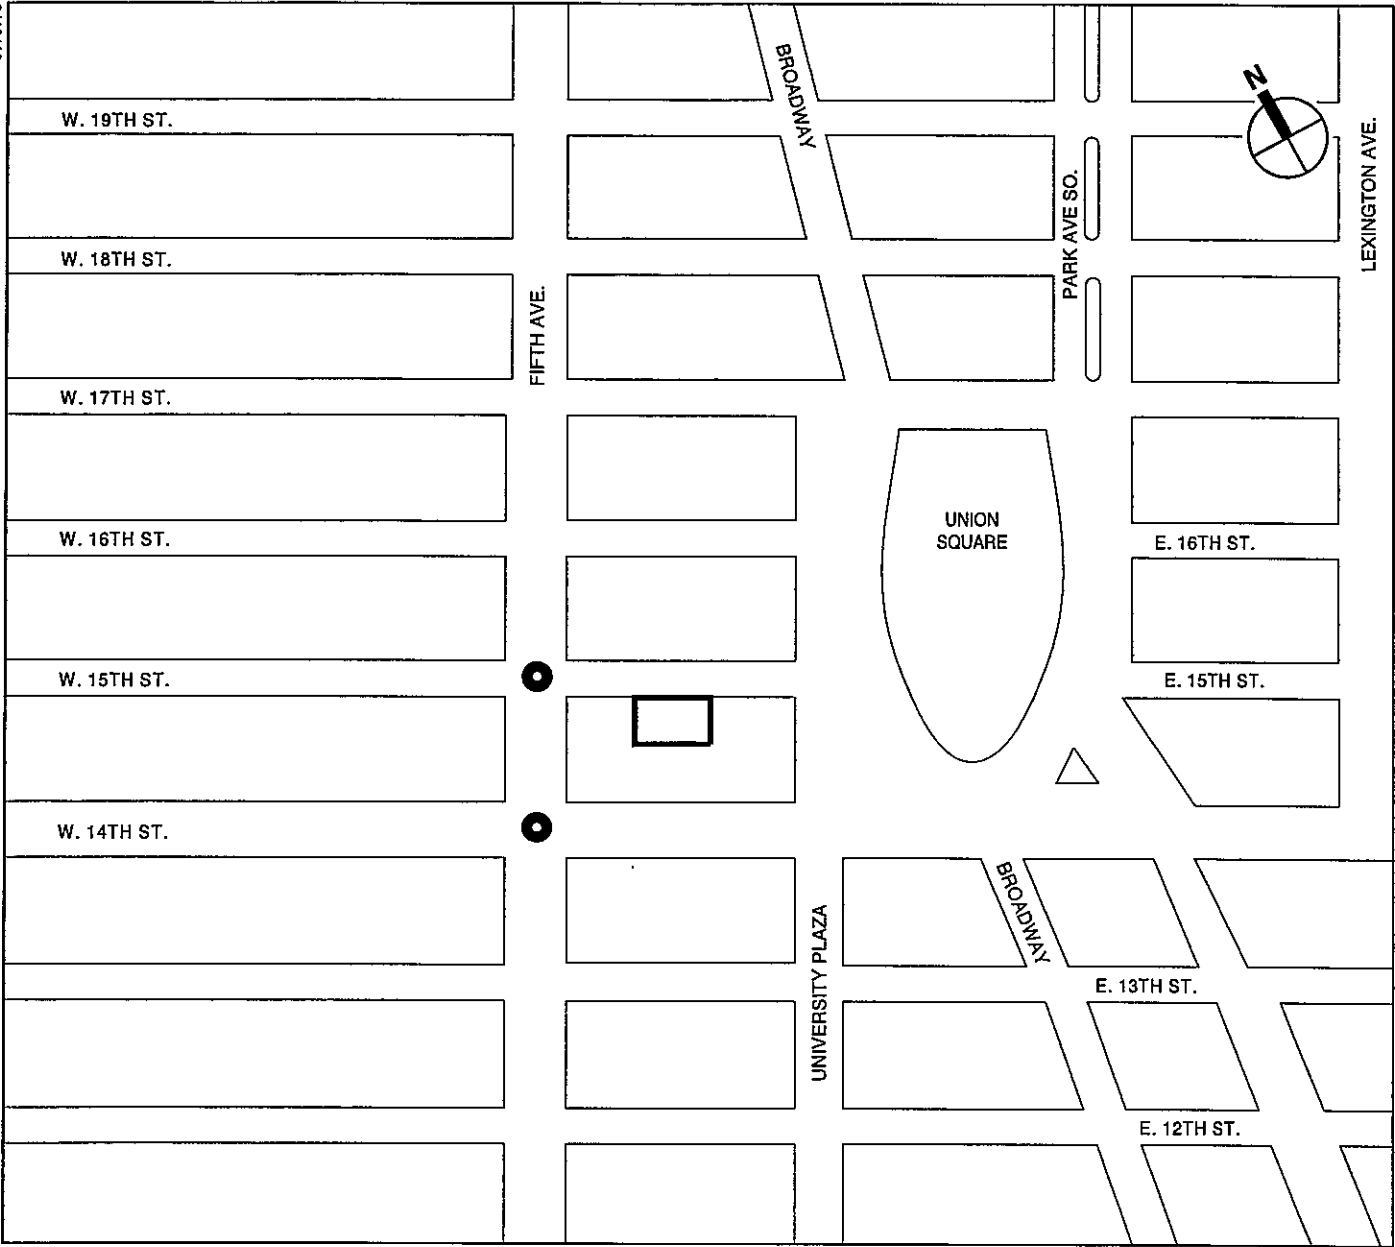 BROADWAY
N
W. 19TH ST.
LEXINGTON AVE.
PARK AVE SO.
W. 18TH ST.
FIFTH AVE.
W. 17TH ST.
UNION
SQUARE
W. 16TH ST.
E. 16TH ST.
W. 15TH ST.
E. 15TH ST.
W. 14TH ST.
BROADWAY
UNIVERSITY PLAZA
E. 13TH ST.
E. 12TH ST.